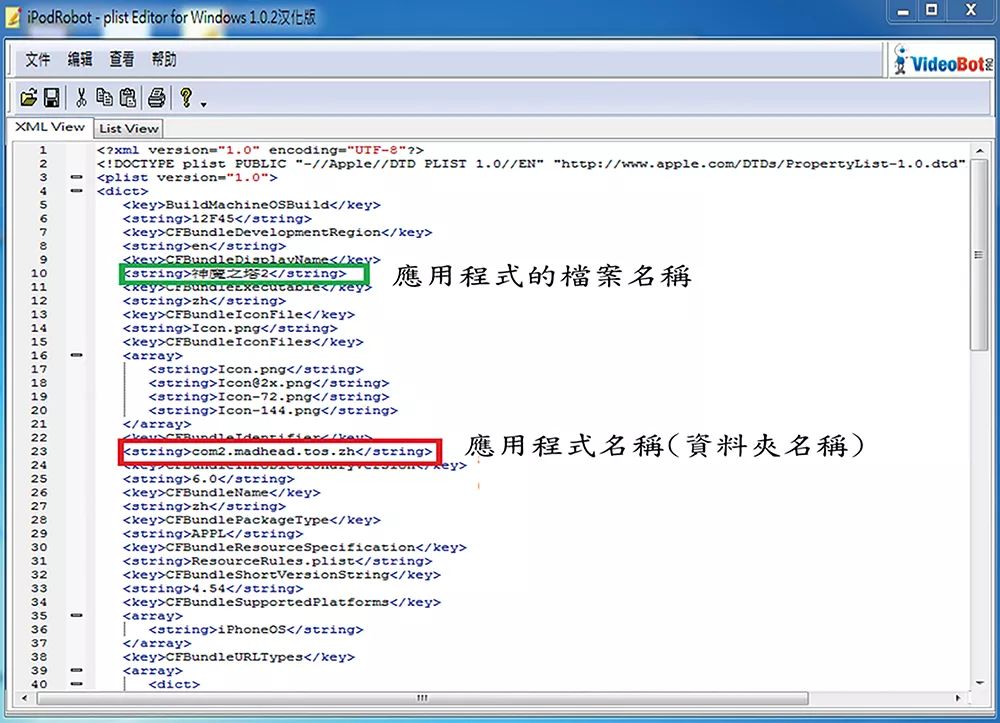 iPodRobot - plist Editor for Windows 1.0.2汉化版
文件 编辑 查看 帮助
VideoBot PRO
XML View List View
1 <?xml version="1.0" encoding="UTF-8"?>
2 <!DOCTYPE plist PUBLIC "-//Apple//DTD PLIST 1.0//EN" "http://www.apple.com/DTDs/PropertyList-1.0.dtd"
3 <plist version="1.0">
4 <dict>
5 <key>BuildMachineOSBuild</key>
6 <string>12F45</string>
7 <key>CFBundleDevelopmentRegion</key>
8 <string>en</string>
9 <key>CFBundleDisplayName</key>
10 <string>神魔之塔2</string> 應用程式的檔案名稱
11 <key>CFBundleExecutable</key>
12 <string>zh</string>
13 <key>CFBundleIconFile</key>
14 <string>Icon.png</string>
15 <key>CFBundleIconFiles</key>
16 <array>
17 <string>Icon.png</string>
18 <string>Icon@2x.png</string>
19 <string>Icon-72.png</string>
20 <string>Icon-144.png</string>
21 </array>
22 <key>CFBundleIdentifier</key>
23 <string>com2.madhead.tos.zh</string> 應用程式名稱(資料夾名稱)
24 <key>CFBundleInfoDictionaryVersion</key>
25 <string>6.0</string>
26 <key>CFBundleName</key>
27 <string>zh</string>
28 <key>CFBundlePackageType</key>
29 <string>APPL</string>
30 <key>CFBundleResourceSpecification</key>
31 <string>ResourceRules.plist</string>
32 <key>CFBundleShortVersionString</key>
33 <string>4.54</string>
34 <key>CFBundleSupportedPlatforms</key>
35 <array>
36 <string>iPhoneOS</string>
37 </array>
38 <key>CFBundleURLTypes</key>
39 <array>
40 <dict>